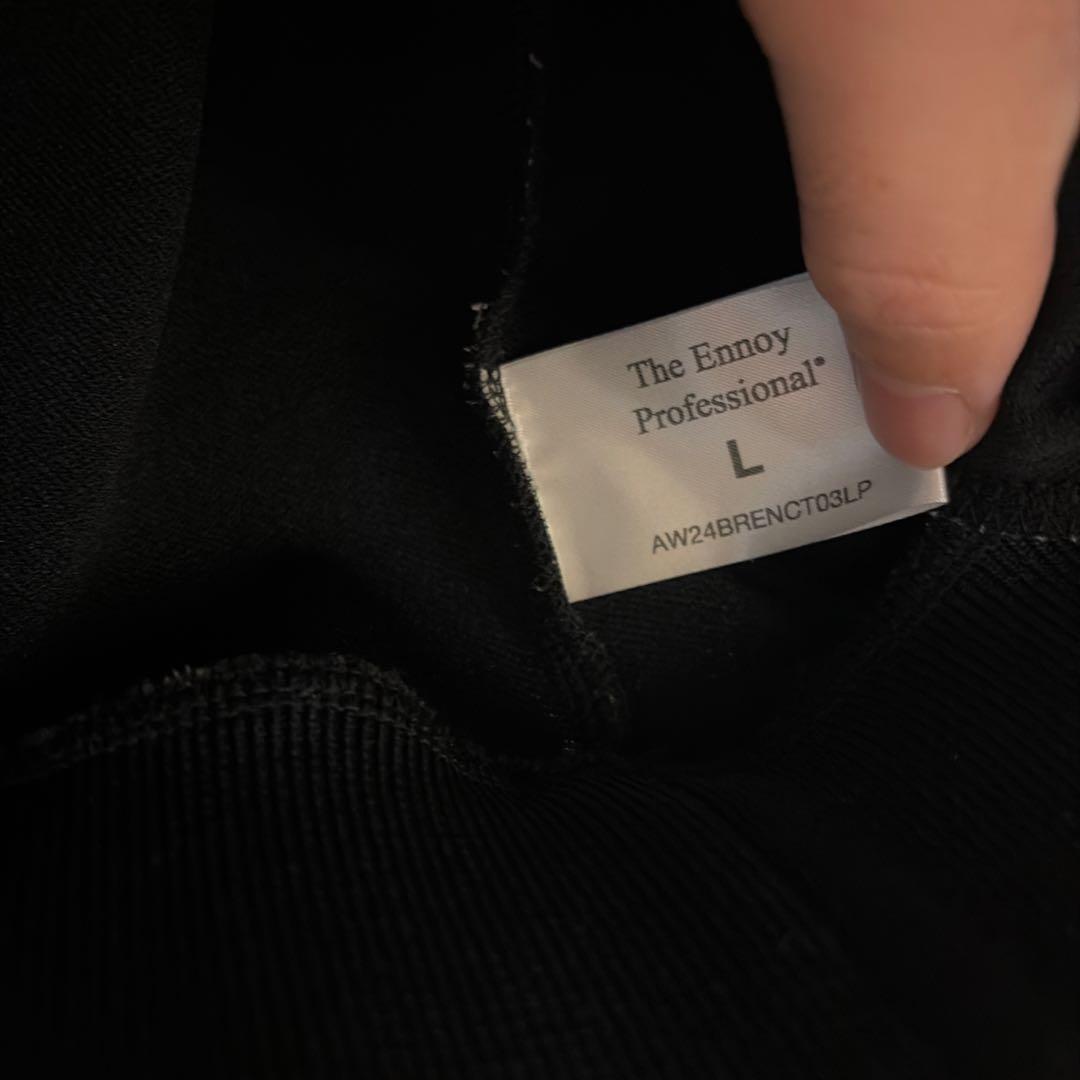 The Ennoy
Professional®
L
AW24BRENCT03LP